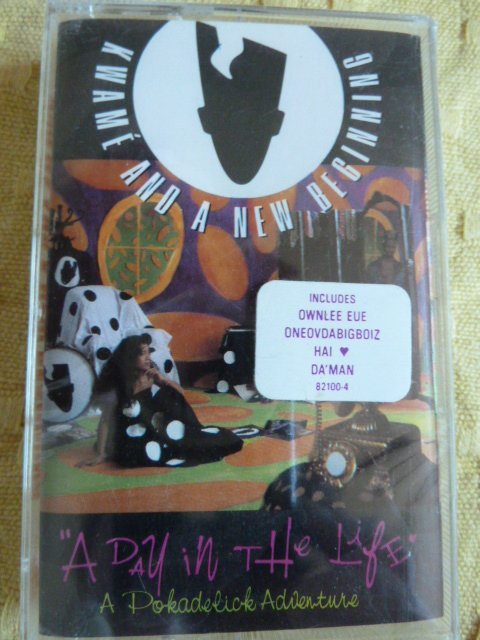 KWAMÉ AND A NEW BEGINNING
INCLUDES
OWNLEE EUE
ONEOVDABIGBOIZ
HAI ♥
DA'MAN
82100-4
"A DAY iN THe LifE"
A Pokadelick Adventure